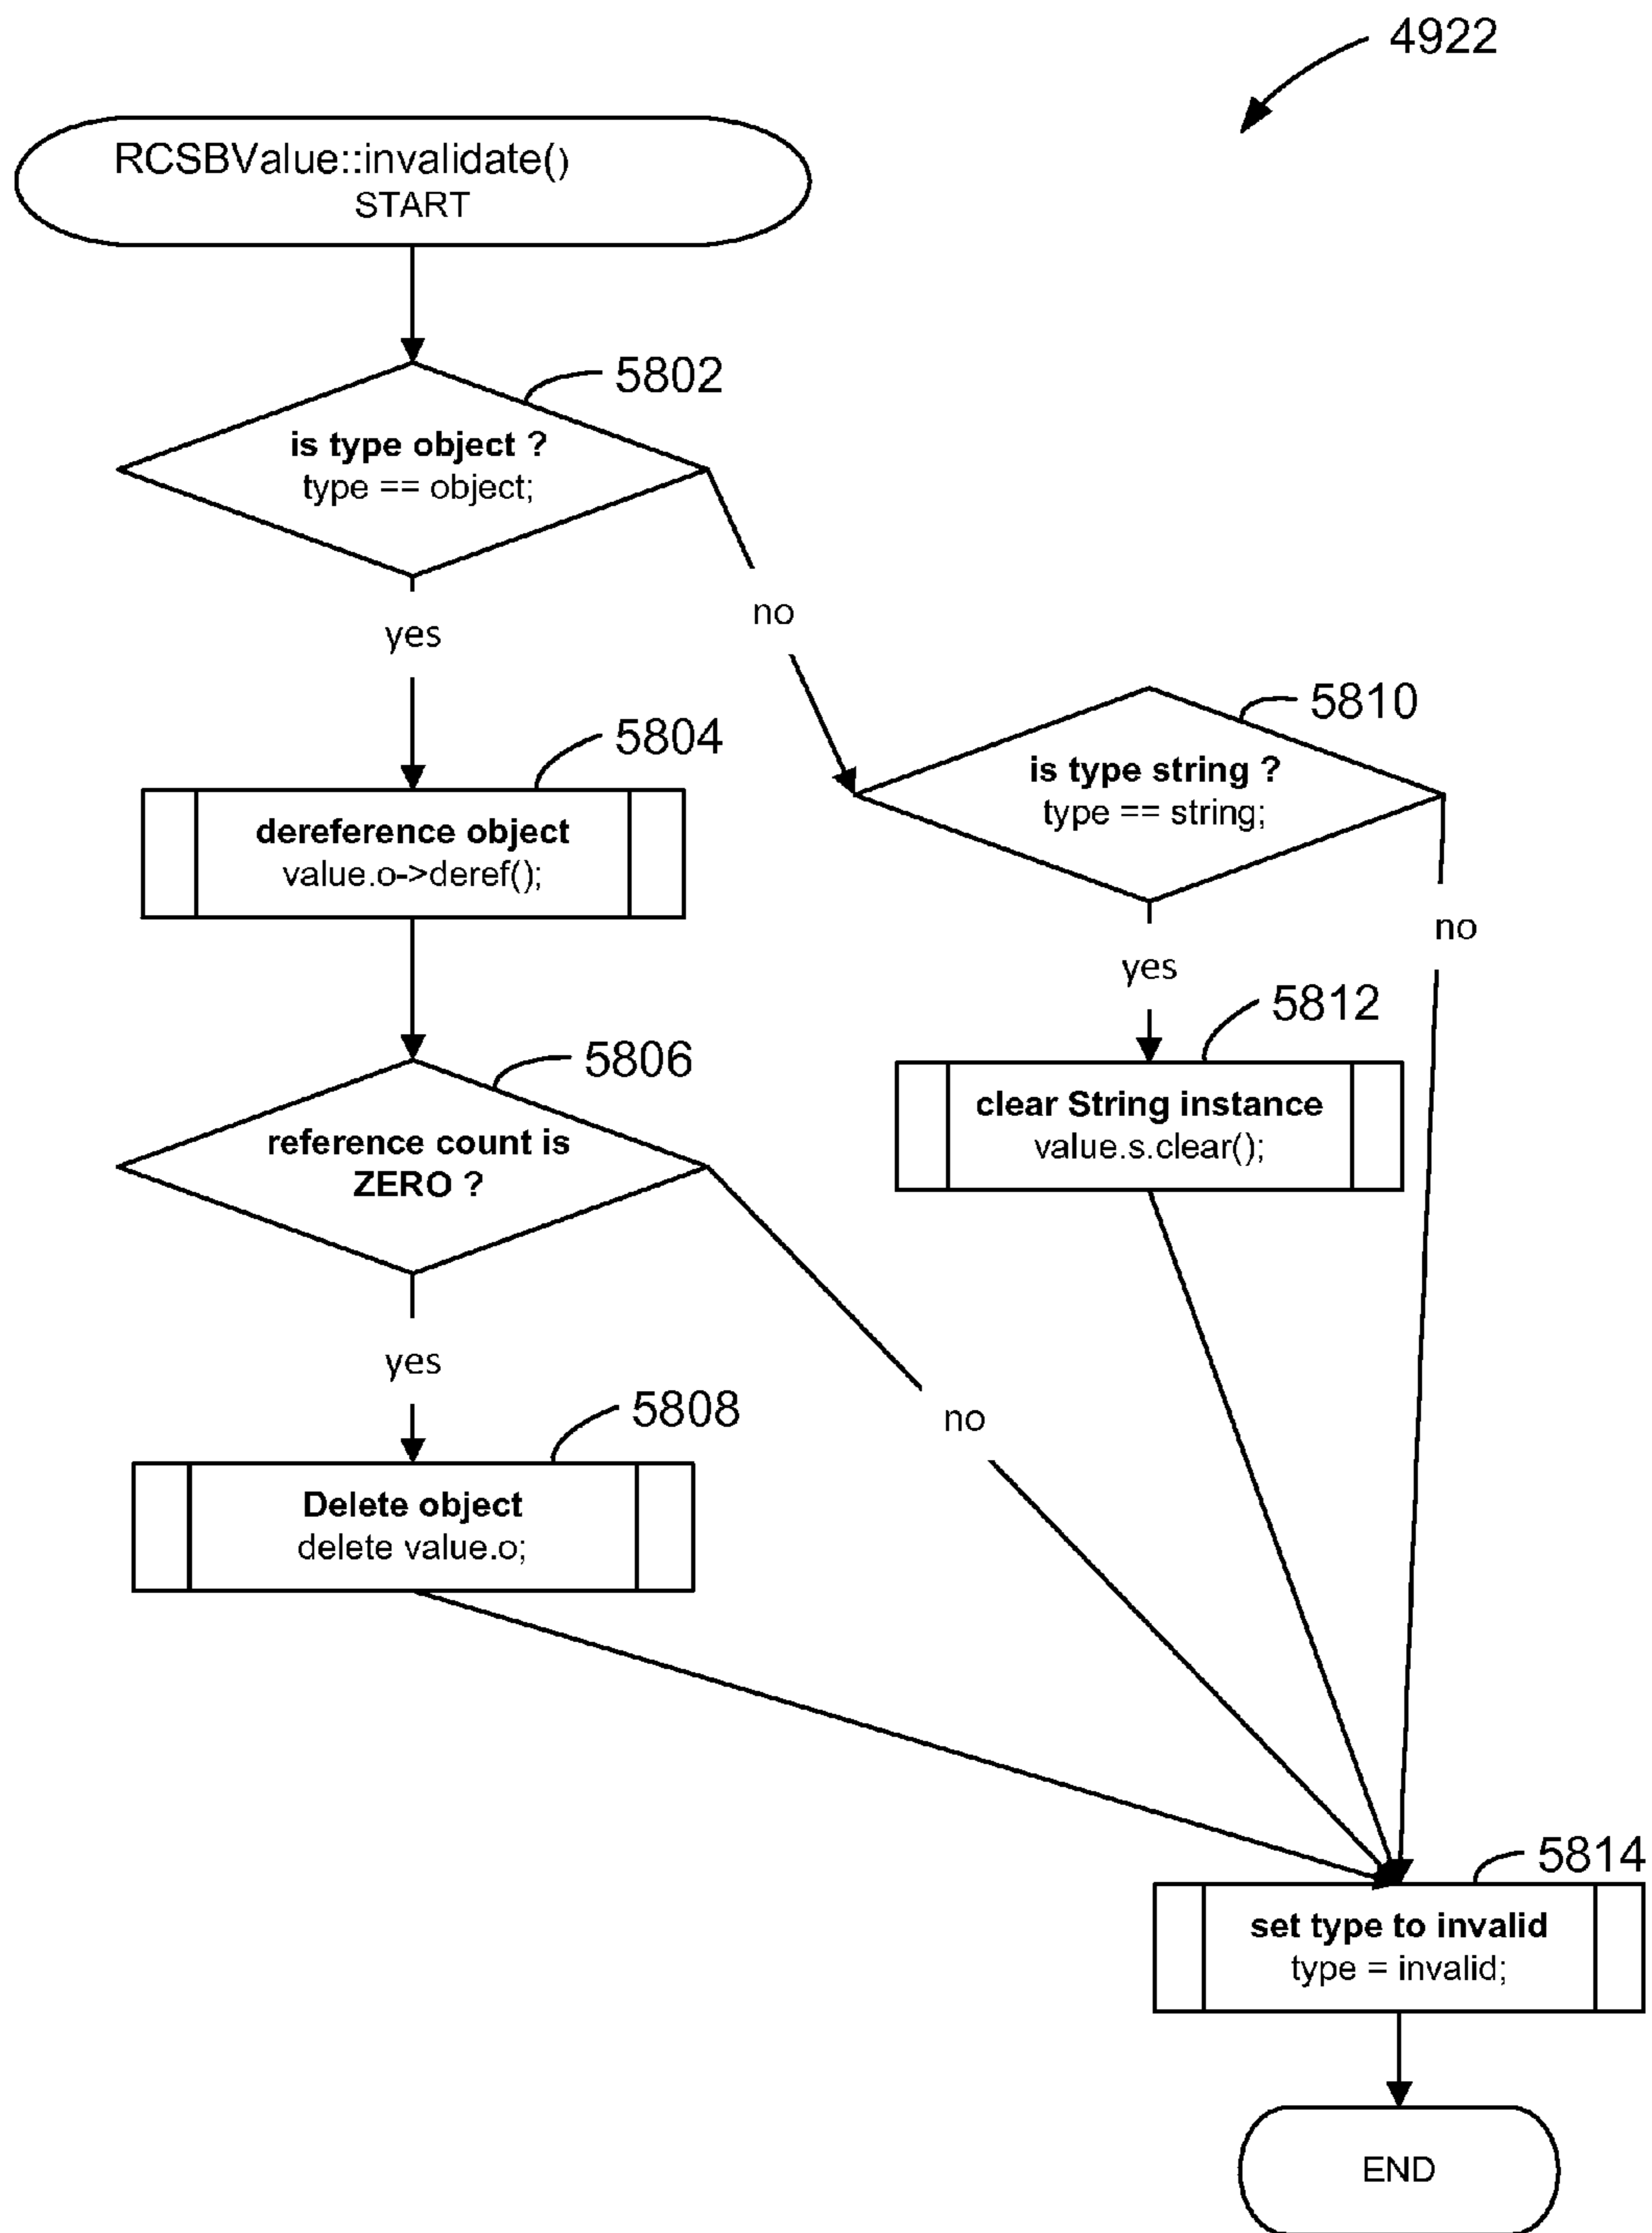 4922
RCSBValue::invalidate()
START
5802
is type object ?
type == object;
yes
no
5804
dereference object
value.o->deref();
5810
is type string ?
type == string;
yes
no
5806
reference count is
ZERO ?
5812
clear String instance
value.s.clear();
yes
no
5808
Delete object
delete value.o;
5814
set type to invalid
type = invalid;
END